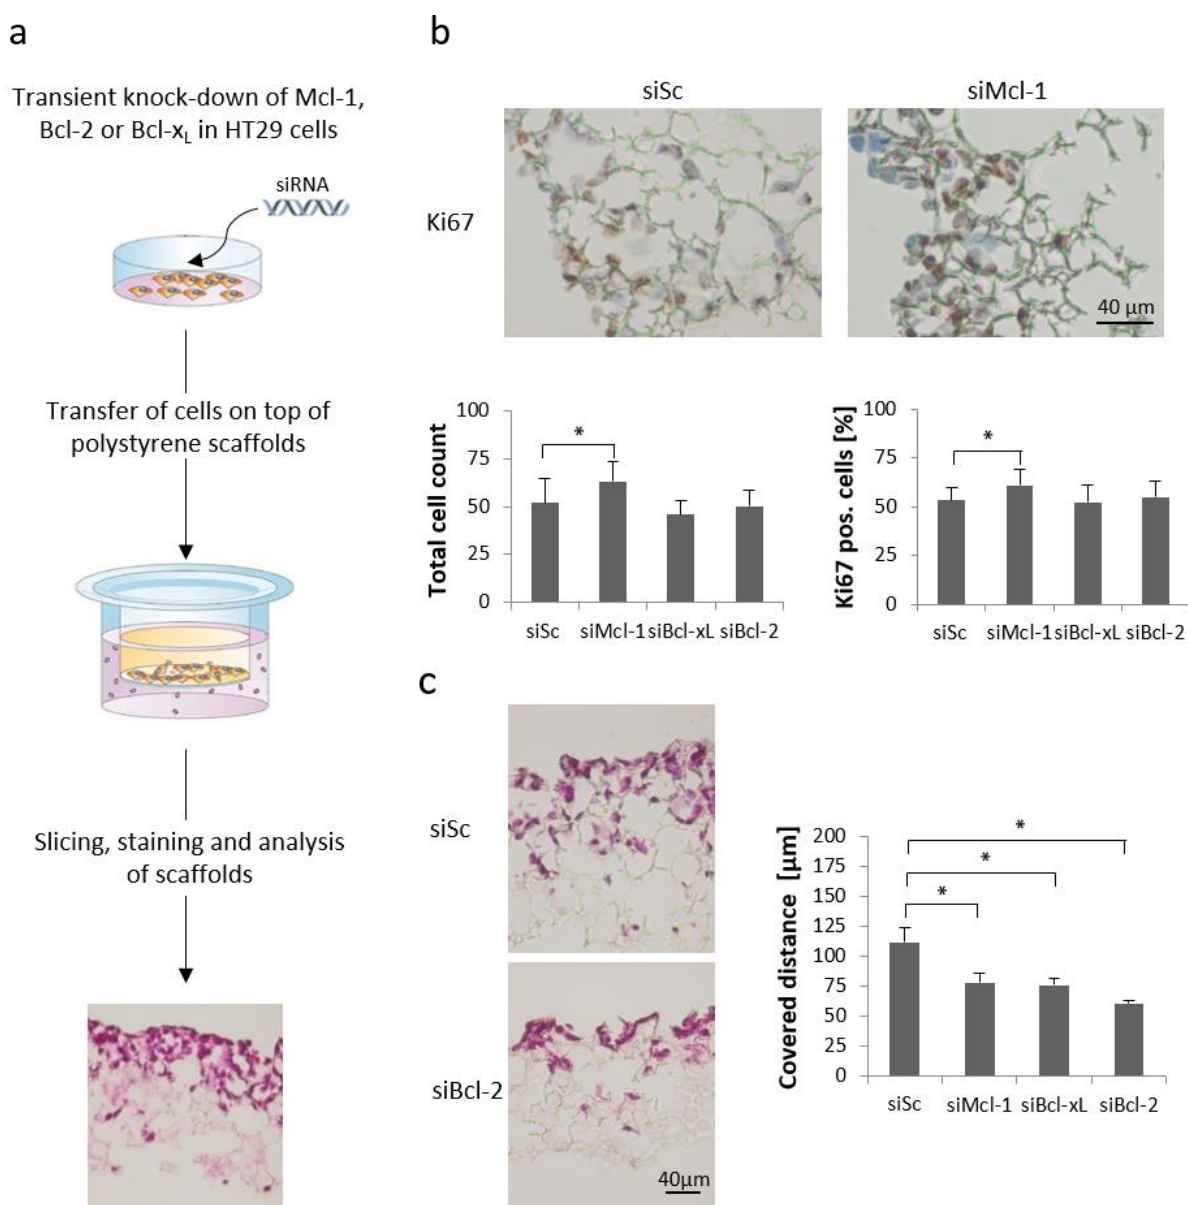 a
Transient knock-down of Mcl-1,
Bcl-2 or Bcl-xL in HT29 cells
siRNA
Transfer of cells on top of
polystyrene scaffolds
Slicing, staining and analysis
of scaffolds
b
siSc siMcl-1
Ki67
40 µm
Total cell count
100
75
50
25
0
*
siSc siMcl-1 siBcl-xL siBcl-2
Ki67 pos. cells [%]
100
75
50
25
0
*
siSc siMcl-1 siBcl-xL siBcl-2
c
siSc
siBcl-2
40µm
Covered distance [µm]
200
175
150
125
100
75
50
25
0
*
*
*
siSc siMcl-1 siBcl-xL siBcl-2